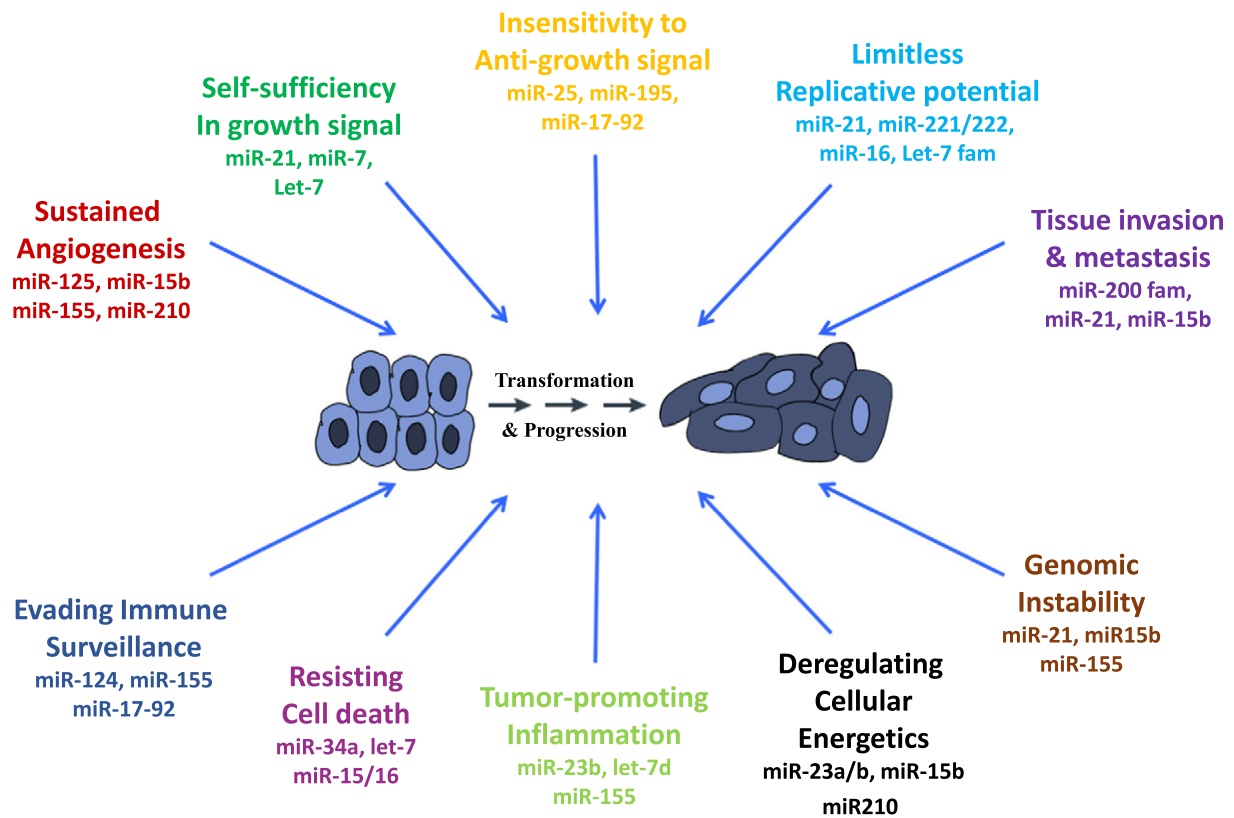 Insensitivity to
Anti-growth signal
miR-25, miR-195,
miR-17-92
Limitless
Replicative potential
miR-21, miR-221/222,
miR-16, Let-7 fam
Self-sufficiency
In growth signal
miR-21, miR-7,
Let-7
Sustained
Angiogenesis
miR-125, miR-15b
miR-155, miR-210
Tissue invasion
& metastasis
miR-200 fam,
miR-21, miR-15b
Transformation
& Progression
Evading Immune
Surveillance
miR-124, miR-155
miR-17-92
Resisting
Cell death
miR-34a, let-7
miR-15/16
Tumor-promoting
Inflammation
miR-23b, let-7d
miR-155
Deregulating
Cellular
Energetics
miR-23a/b, miR-15b
miR210
Genomic
Instability
miR-21, miR15b
miR-155